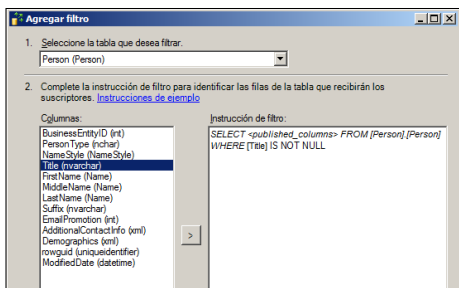 Agregar filtro
1. Seleccione la tabla que desea filtrar.
Person (Person)
2. Complete la instrucción de filtro para identificar las filas de la tabla que recibirán los
suscriptores. Instrucciones de ejemplo
Columnas:
BusinessEntityID (int)
PersonType (nchar)
NameStyle (NameStyle)
Title (nvarchar)
FirstName (Name)
MiddleName (Name)
LastName (Name)
Suffix (nvarchar)
EmailPromotion (int)
AdditionalContactInfo (xml)
Demographics (xml)
rowguid (uniqueidentifier)
ModifiedDate (datetime)
>
Instrucción de filtro:
SELECT <published_columns> FROM [Person].[Person]
WHERE [Title] IS NOT NULL